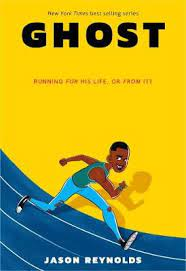 New York Times best selling series
GHOST
RUNNING FOR HIS LIFE, OR FROM IT?
JASON REYNOLDS